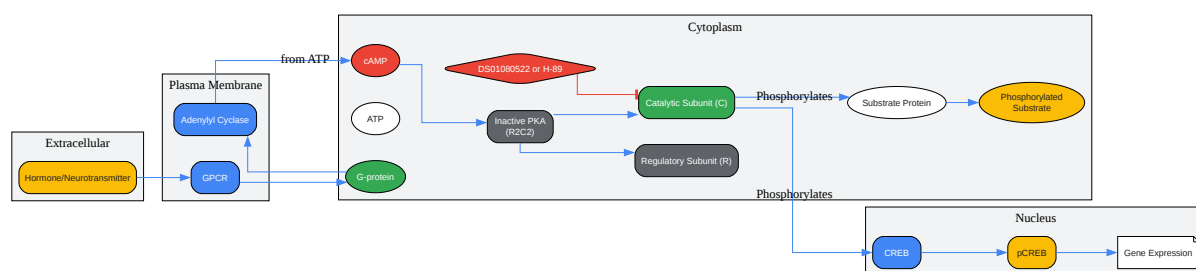 Cytoplasm
from ATP
cAMP
DS01080522 or H-89
Plasma Membrane
Catalytic Subunit (C)
Phosphorylates
Substrate Protein
Phosphorylated
Substrate
Adenylyl Cyclase
ATP
Inactive PKA
(R2C2)
Extracellular
Regulatory Subunit (R)
Hormone/Neurotransmitter
GPCR
G-protein
Phosphorylates
Nucleus
CREB
pCREB
Gene Expression